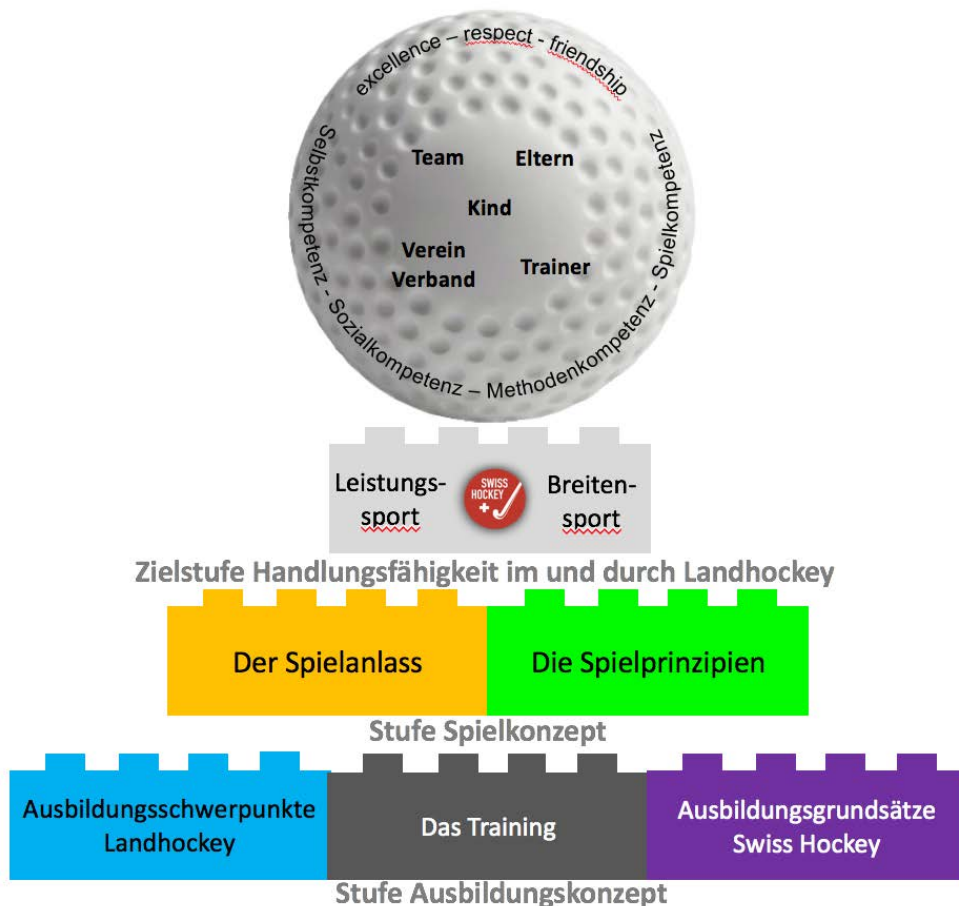 excellence – respect - friendship
Selbstkompetenz - Sozialkompetenz – Methodenkompetenz - Spielkompetenz
Team
Eltern
Kind
Verein
Verband
Trainer
Leistungs-
sport
SWISS
HOCKEY
Breiten-
sport
Zielstufe Handlungsfähigkeit im und durch Landhockey
Der Spielanlass
Die Spielprinzipien
Stufe Spielkonzept
Ausbildungsschwerpunkte
Landhockey
Das Training
Ausbildungsgrundsätze
Swiss Hockey
Stufe Ausbildungskonzept